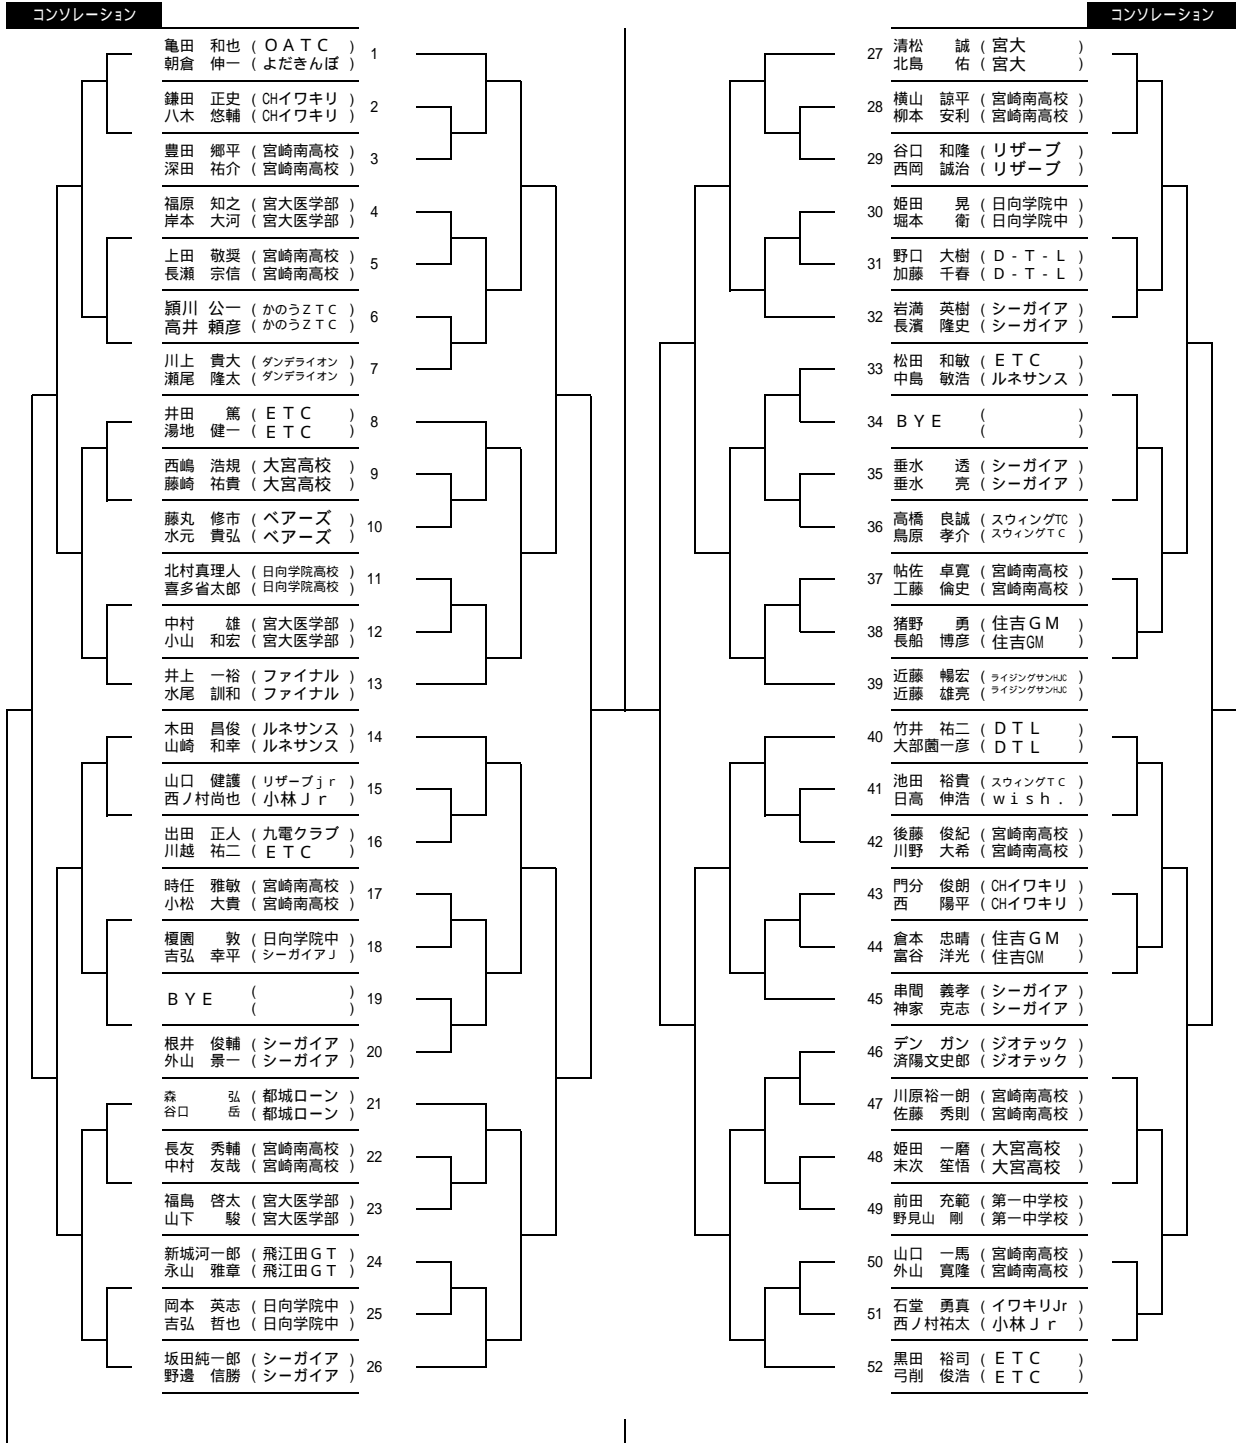 コンソレーション
コンソレーション
亀田 和也 ( ＯＡＴＣ ) 1
朝倉 伸一 ( よだきんぼ )
鎌田 正史 ( CHイワキリ ) 2
八木 悠輔 ( CHイワキリ )
豊田 郷平 ( 宮崎南高校 ) 3
深田 祐介 ( 宮崎南高校 )
福原 知之 ( 宮大医学部 ) 4
岸本 大河 ( 宮大医学部 )
上田 敬奨 ( 宮崎南高校 ) 5
長瀬 宗信 ( 宮崎南高校 )
頴川 公一 ( かのうＺＴＣ ) 6
高井 頼彦 ( かのうＺＴＣ )
川上 貴大 ( ダンデライオン ) 7
瀬尾 隆太 ( ダンデライオン )
井田 篤 ( ＥＴＣ ) 8
湯地 健一 ( ＥＴＣ )
西嶋 浩規 ( 大宮高校 ) 9
藤崎 祐貴 ( 大宮高校 )
藤丸 修市 ( ベアーズ ) 10
水元 貴弘 ( ベアーズ )
北村真理人 ( 日向学院高校 ) 11
喜多省太郎 ( 日向学院高校 )
中村 雄 ( 宮大医学部 ) 12
小山 和宏 ( 宮大医学部 )
井上 一裕 ( ファイナル ) 13
水尾 訓和 ( ファイナル )
木田 昌俊 ( ルネサンス ) 14
山崎 和幸 ( ルネサンス )
山口 健護 ( リザーブｊｒ ) 15
西ノ村尚也 ( 小林Ｊｒ )
出田 正人 ( 九電クラブ ) 16
川越 祐二 ( ＥＴＣ )
時任 雅敏 ( 宮崎南高校 ) 17
小松 大貴 ( 宮崎南高校 )
榎園 敦 ( 日向学院中 ) 18
吉弘 幸平 ( シーガイアＪ )
ＢＹＥ ( ) 19
( )
根井 俊輔 ( シーガイア ) 20
外山 景一 ( シーガイア )
森 弘 ( 都城ローン ) 21
谷口 岳 ( 都城ローン )
長友 秀輔 ( 宮崎南高校 ) 22
中村 友哉 ( 宮崎南高校 )
福島 啓太 ( 宮大医学部 ) 23
山下 駿 ( 宮大医学部 )
新城河一郎 ( 飛江田ＧＴ ) 24
永山 雅章 ( 飛江田ＧＴ )
岡本 英志 ( 日向学院中 ) 25
吉弘 哲也 ( 日向学院中 )
坂田純一郎 ( シーガイア ) 26
野邊 信勝 ( シーガイア )
27 清松 誠 ( 宮大 )
北島 佑 ( 宮大 )
28 横山 諒平 ( 宮崎南高校 )
柳本 安利 ( 宮崎南高校 )
29 谷口 和隆 ( リザーブ )
西岡 誠治 ( リザーブ )
30 姫田 晃 ( 日向学院中 )
堀本 衛 ( 日向学院中 )
31 野口 大樹 ( Ｄ-Ｔ-Ｌ )
加藤 千春 ( Ｄ-Ｔ-Ｌ )
32 岩満 英樹 ( シーガイア )
長濱 隆史 ( シーガイア )
33 松田 和敏 ( ＥＴＣ )
中島 敏浩 ( ルネサンス )
34 ＢＹＥ ( )
( )
35 垂水 透 ( シーガイア )
垂水 亮 ( シーガイア )
36 高橋 良誠 ( スウィングTC )
鳥原 孝介 ( スウィングＴＣ )
37 帖佐 卓寛 ( 宮崎南高校 )
工藤 倫史 ( 宮崎南高校 )
38 猪野 勇 ( 住吉ＧＭ )
長船 博彦 ( 住吉GM )
39 近藤 暢宏 ( ライジングサンHJC )
近藤 雄亮 ( ライジングサンHJC )
40 竹井 祐二 ( ＤＴＬ )
大部薗一彦 ( ＤＴＬ )
41 池田 裕貴 ( スウィングＴＣ )
日高 伸浩 ( ｗｉｓｈ． )
42 後藤 俊紀 ( 宮崎南高校 )
川野 大希 ( 宮崎南高校 )
43 門分 俊朗 ( CHイワキリ )
西 陽平 ( CHイワキリ )
44 倉本 忠晴 ( 住吉ＧＭ )
富谷 洋光 ( 住吉GM )
45 串間 義孝 ( シーガイア )
神家 克志 ( シーガイア )
46 デン ガン ( ジオテック )
済陽文史郎 ( ジオテック )
47 川原裕一朗 ( 宮崎南高校 )
佐藤 秀則 ( 宮崎南高校 )
48 姫田 一磨 ( 大宮高校 )
末次 笙悟 ( 大宮高校 )
49 前田 充範 ( 第一中学校 )
野見山 剛 ( 第一中学校 )
50 山口 一馬 ( 宮崎南高校 )
外山 寛隆 ( 宮崎南高校 )
51 石堂 勇真 ( イワキリJr )
西ノ村祐太 ( 小林Ｊｒ )
52 黒田 裕司 ( ＥＴＣ )
弓削 俊浩 ( ＥＴＣ )